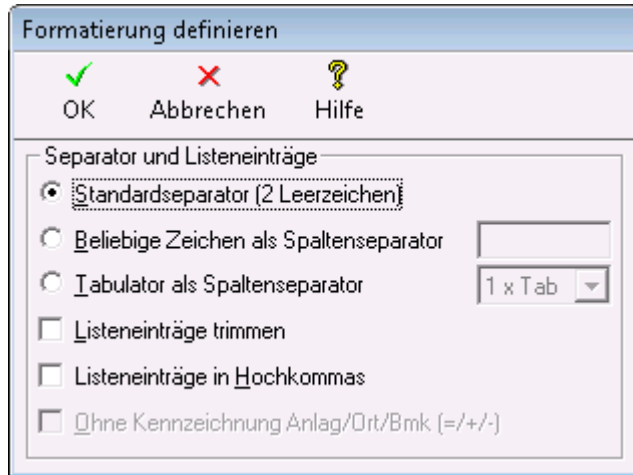 Formatierung definieren
OK Abbrechen Hilfe
Separator und Listeneinträge
Standardseparator (2 Leerzeichen)
Beliebige Zeichen als Spaltenseparator
Tabulator als Spaltenseparator 1 x Tab
Listeneinträge trimmen
Listeneinträge in Hochkommas
Ohne Kennzeichnung Anlag/Ort/Bmk (=/+/-)